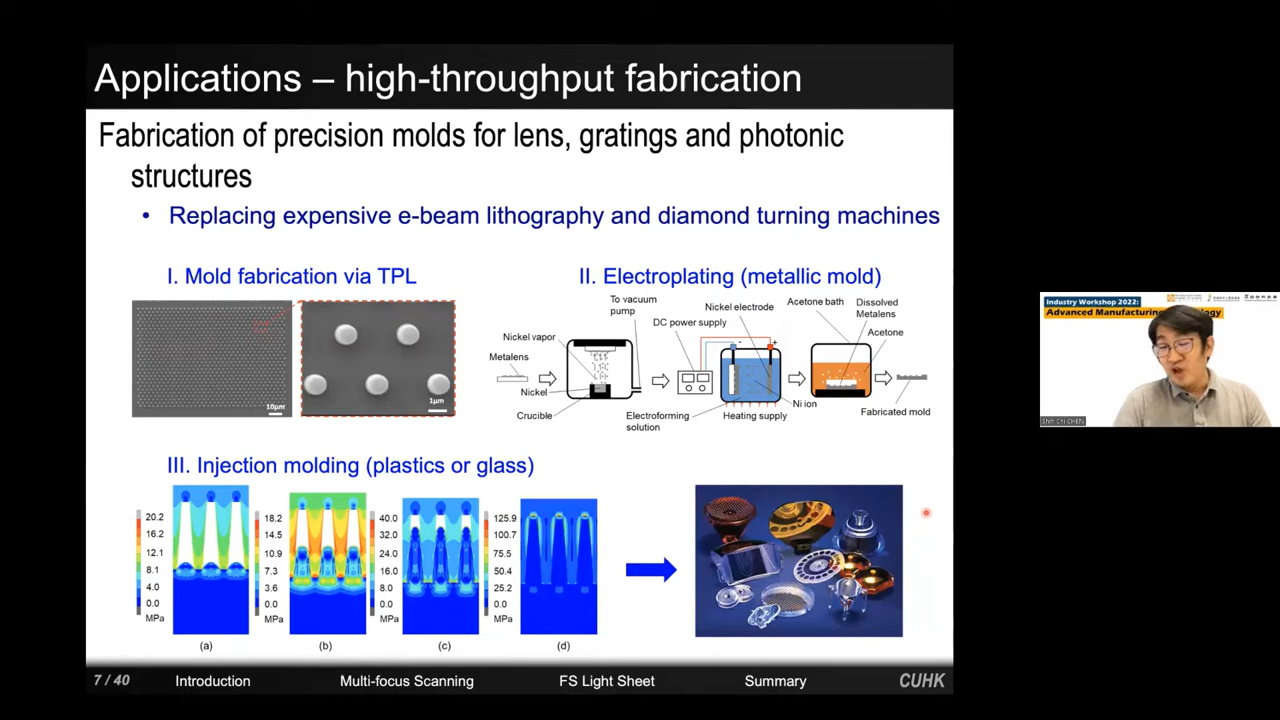 Applications – high-throughput fabrication
Fabrication of precision molds for lens, gratings and photonic
structures
• Replacing expensive e-beam lithography and diamond turning machines
I. Mold fabrication via TPL
II. Electroplating (metallic mold)
10μm
1μm
Metalens
Nickel vapor
Nickel
Crucible
To vacuum
pump
DC power supply
Nickel electrode
-
+
Electroforming
solution
Heating supply
Ni ion
Acetone bath
Dissolved
Metalens
Acetone
Fabricated mold
III. Injection molding (plastics or glass)
20.2
16.2
12.1
8.1
4.0
0.0
MPa
(a)
18.2
14.5
10.9
7.3
3.6
0.0
MPa
(b)
40.0
32.0
24.0
16.0
8.0
0.0
MPa
(c)
125.9
100.7
75.5
50.4
25.2
0.0
MPa
(d)
7 / 40
Introduction
Multi-focus Scanning
FS Light Sheet
Summary
CUHK
Industry Workshop 2022:
Advanced Manufacturing
Shih-Chi CHEN